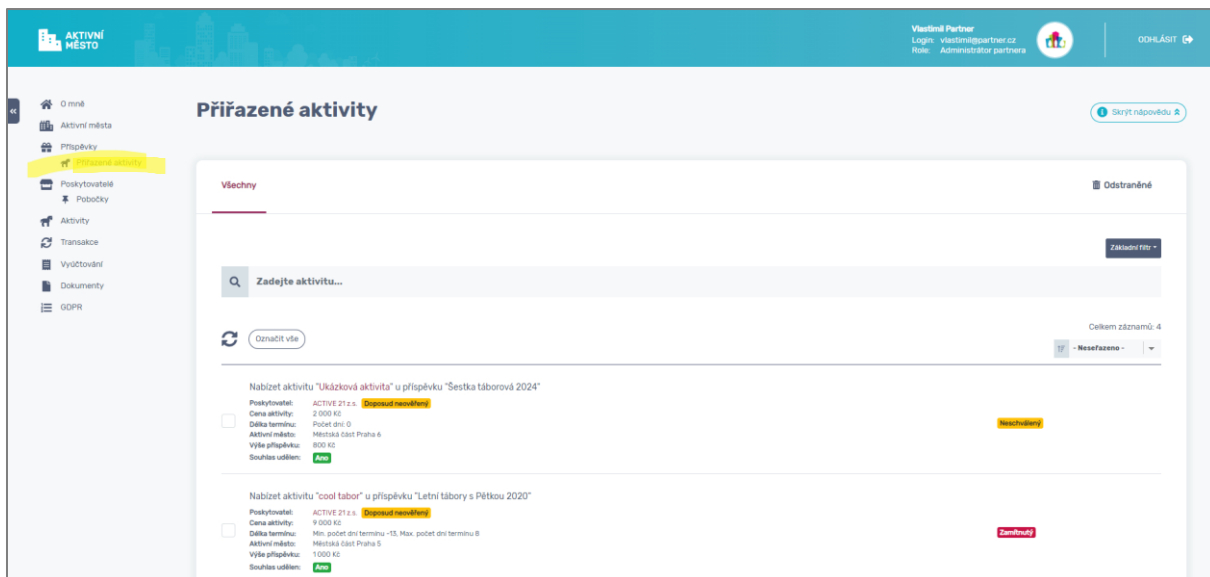 AKTIVNÍ
MĚSTO
Vlastimil Partner
Login: vlastimil@partner.cz
Role: Administrátor partnera
ODHLÁSIT
O mně
Aktivní města
Příspěvky
Přiřazené aktivity
Poskytovatelé
Pobočky
Aktivity
Transakce
Vyúčtování
Dokumenty
GDPR
Přiřazené aktivity
Skrýt nápovědu
Všechny
Odstraněné
Základní filtr
Zadejte aktivitu...
Označit vše
Celkem záznamů: 4
- Neseřazeno -
Nabízet aktivitu "Ukázková aktivita" u příspěvku "Šestka táborová 2024"
Poskytovatel: ACTIVE 21 z.s. Doposud neověřený
Cena aktivity: 2 000 Kč
Délka termínu: Počet dní: 0
Aktivní město: Městská část Praha 6
Výše příspěvku: 800 Kč
Souhlas udělen: Ano
Neschválený
Nabízet aktivitu "cool tabor" u příspěvku "Letní tábory s Pětkou 2020"
Poskytovatel: ACTIVE 21 z.s. Doposud neověřený
Cena aktivity: 9 000 Kč
Délka termínu: Min. počet dní termínu -13, Max. počet dní termínu 8
Aktivní město: Městská část Praha 5
Výše příspěvku: 1 000 Kč
Souhlas udělen: Ano
Zamítnutý